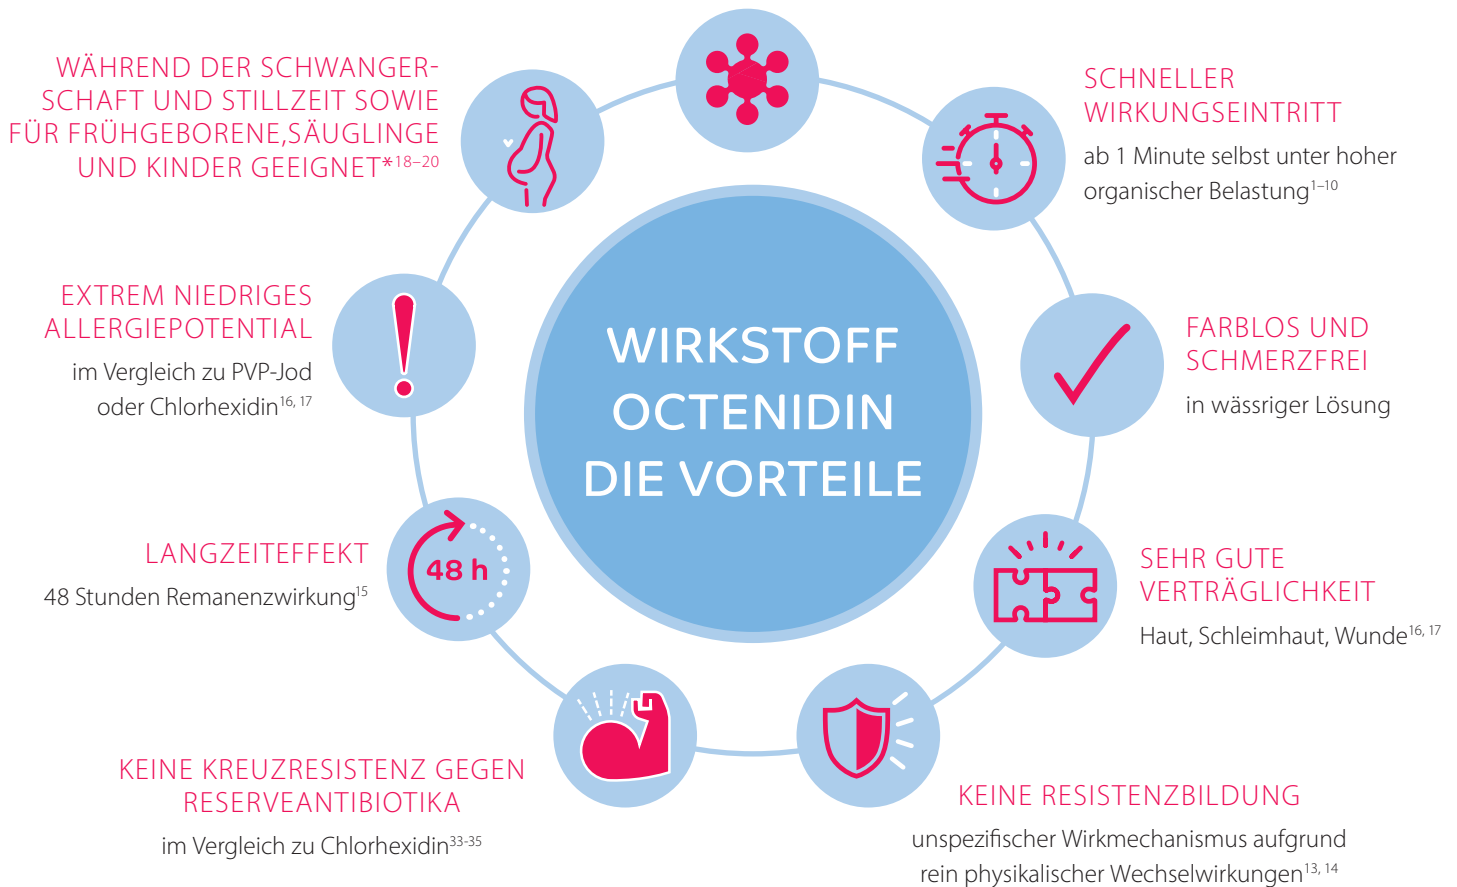 WIRKSTOFF
OCTENIDIN
DIE VORTEILE
SCHNELLER
WIRKUNGSEINTRITT
ab 1 Minute selbst unter hoher
organischer Belastung¹⁻¹⁰
FARBLOS UND
SCHMERZFREI
in wässriger Lösung
SEHR GUTE
VERTRÄGLICHKEIT
Haut, Schleimhaut, Wunde¹⁶, ¹⁷
KEINE RESISTENZBILDUNG
unspezifischer Wirkmechanismus aufgrund
rein physikalischer Wechselwirkungen¹³, ¹⁴
KEINE KREUZRESISTENZ GEGEN
RESERVEANTIBIOTIKA
im Vergleich zu Chlorhexidin³³⁻³⁵
LANGZEITEFFEKT
48 Stunden Remanenzwirkung¹⁵
48 h
EXTREM NIEDRIGES
ALLERGIEPOTENTIAL
im Vergleich zu PVP-Jod
oder Chlorhexidin¹⁶, ¹⁷
WÄHREND DER SCHWANGER-
SCHAFT UND STILLZEIT SOWIE
FÜR FRÜHGEBORENE,SÄUGLINGE
UND KINDER GEEIGNET*¹⁸⁻²⁰